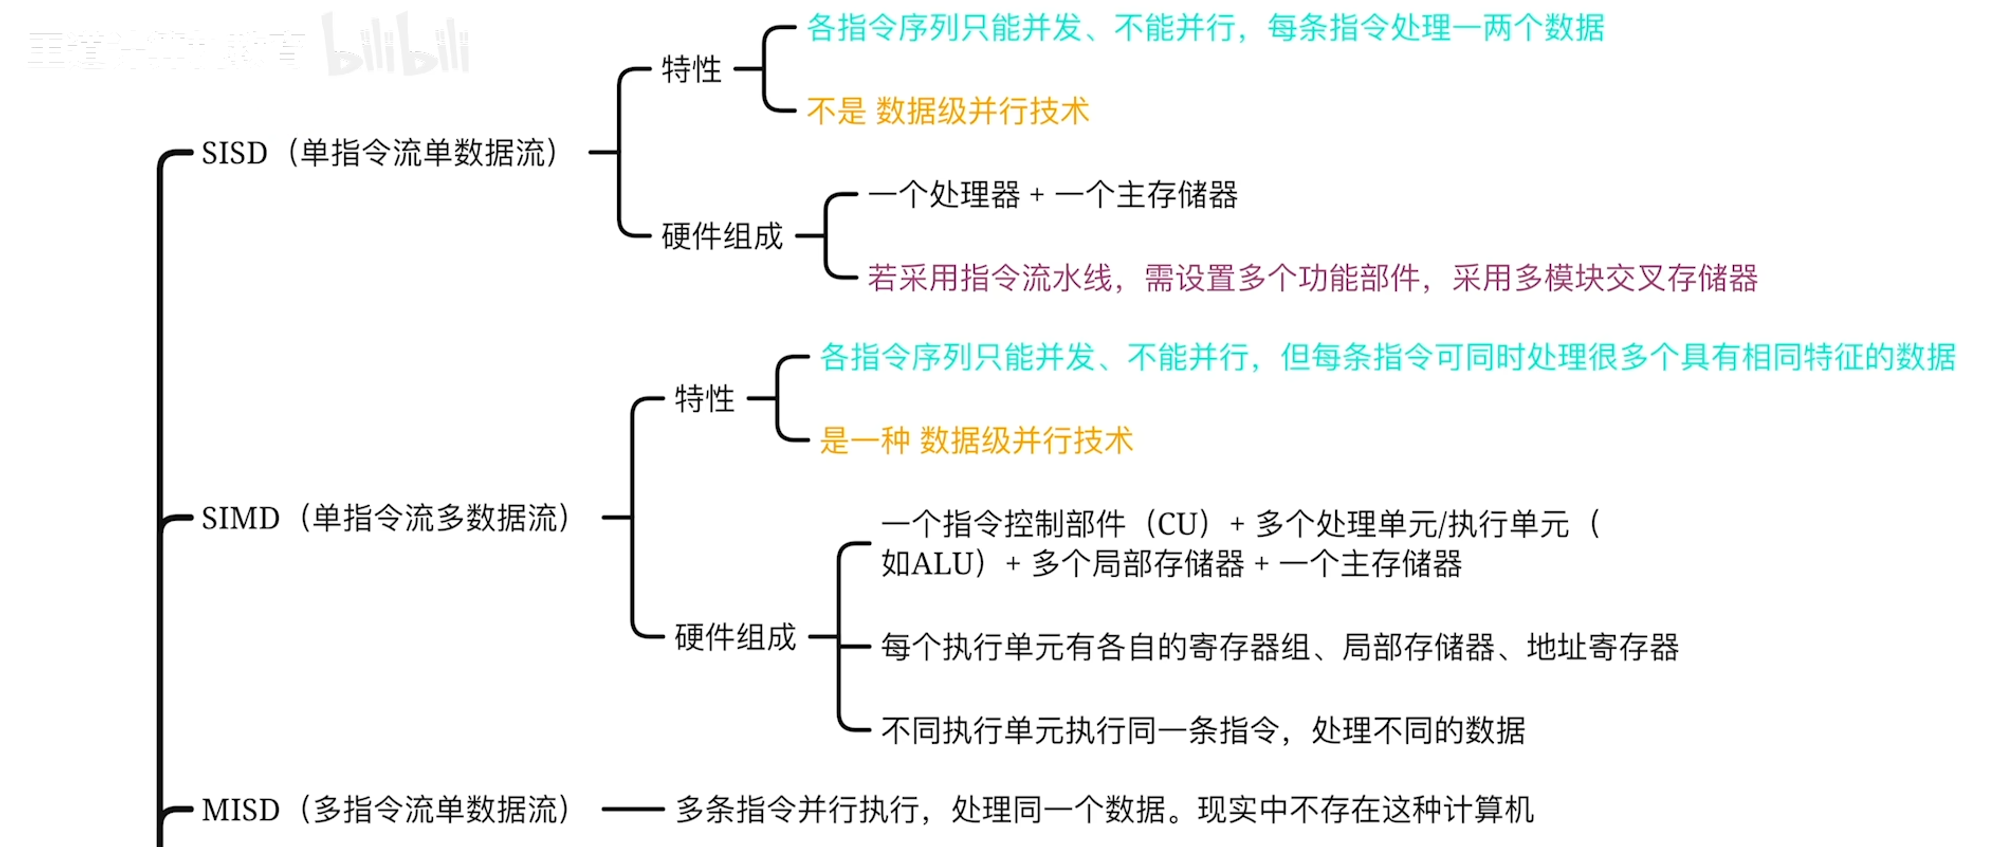 王道计算机教育 bilibili
各指令序列只能并发、不能并行，每条指令处理一两个数据
特性
不是 数据级并行技术
SISD（单指令流单数据流）
一个处理器 + 一个主存储器
硬件组成
若采用指令流水线，需设置多个功能部件，采用多模块交叉存储器
各指令序列只能并发、不能并行，但每条指令可同时处理很多个具有相同特征的数据
特性
是一种 数据级并行技术
SIMD（单指令流多数据流）
一个指令控制部件（CU）+ 多个处理单元/执行单元（
如ALU）+ 多个局部存储器 + 一个主存储器
硬件组成
每个执行单元有各自的寄存器组、局部存储器、地址寄存器
不同执行单元执行同一条指令，处理不同的数据
MISD（多指令流单数据流）
多条指令并行执行，处理同一个数据。现实中不存在这种计算机